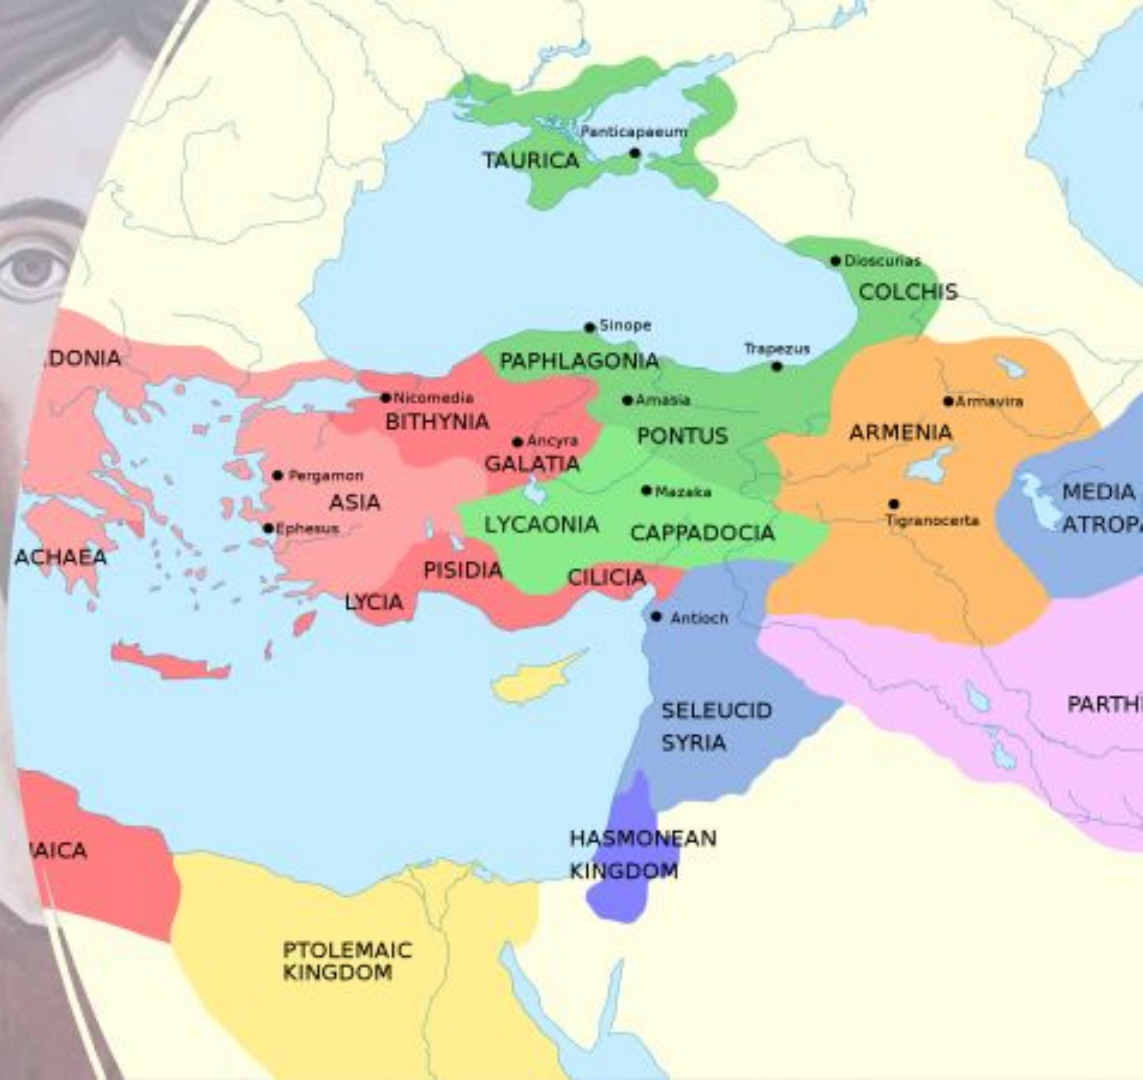 Panticapaeum
TAURICA
Dioscurias
COLCHIS
Sinope
Trapezus
DONIA
PAPHLAGONIA
Nicomedia
Amasia
Armavira
BITHYNIA
PONTUS
ARMENIA
Ancyra
GALATIA
Pergamon
Mazaka
MEDIA
ASIA
Tigranocerta
LYCAONIA
CAPPADOCIA
ATROPA
Ephesus
ACHAEA
PISIDIA
CILICIA
LYCIA
Antioch
SELEUCID
SYRIA
PARTHI
HASMONEAN
KINGDOM
AICA
PTOLEMAIC
KINGDOM